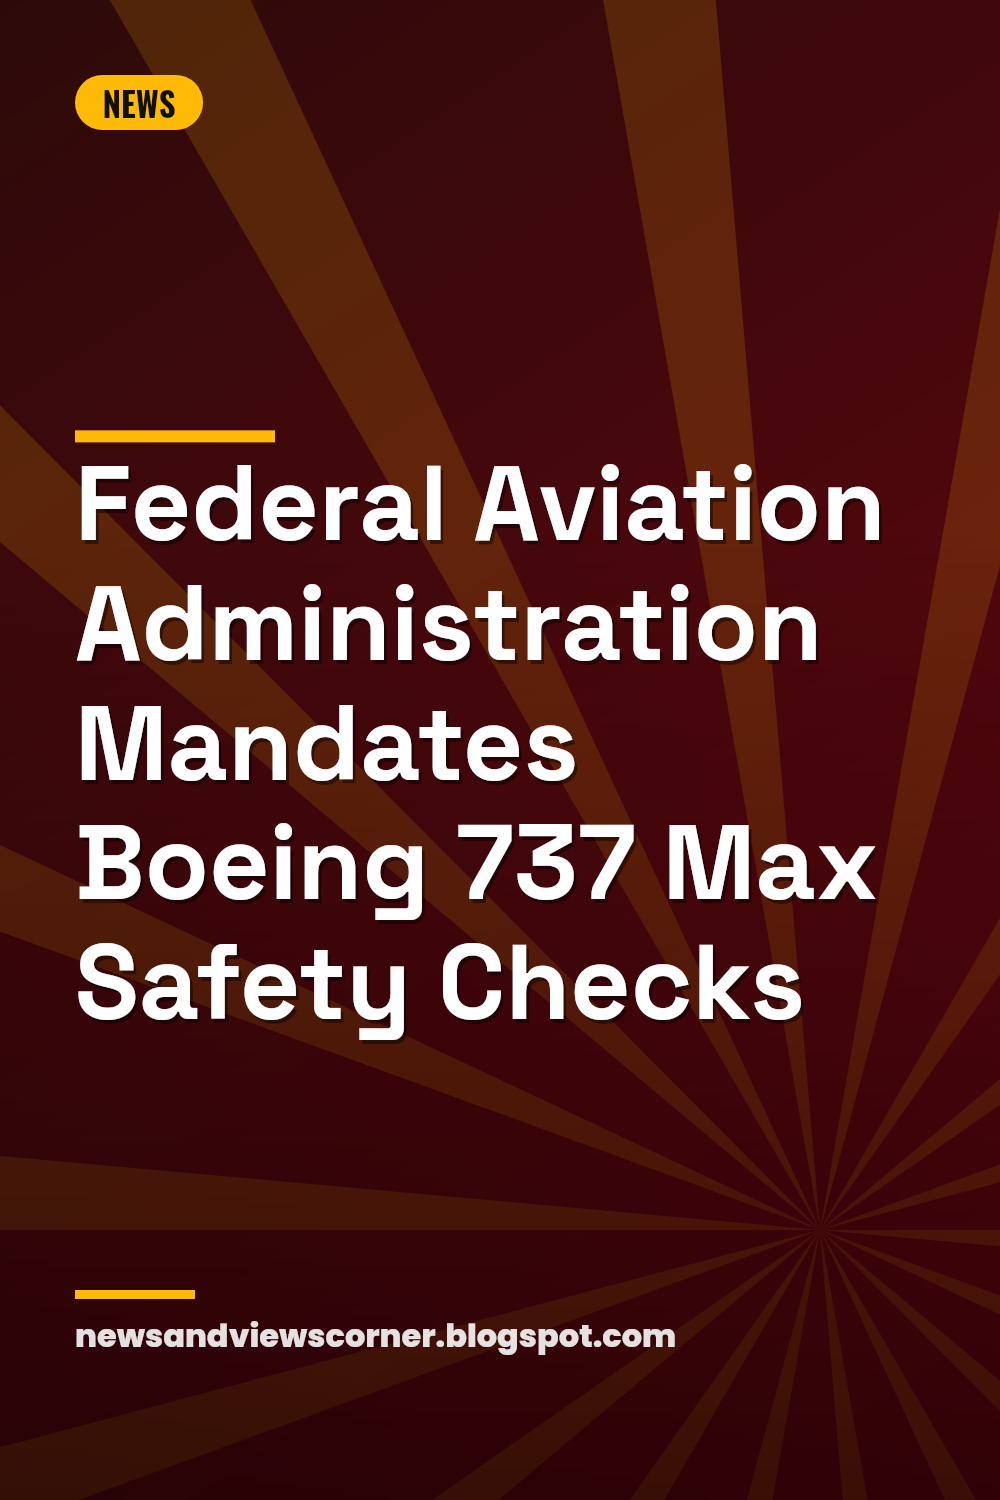 NEWS
Federal Aviation
Administration
Mandates
Boeing 737 Max
Safety Checks
newsandviewscorner.blogspot.com